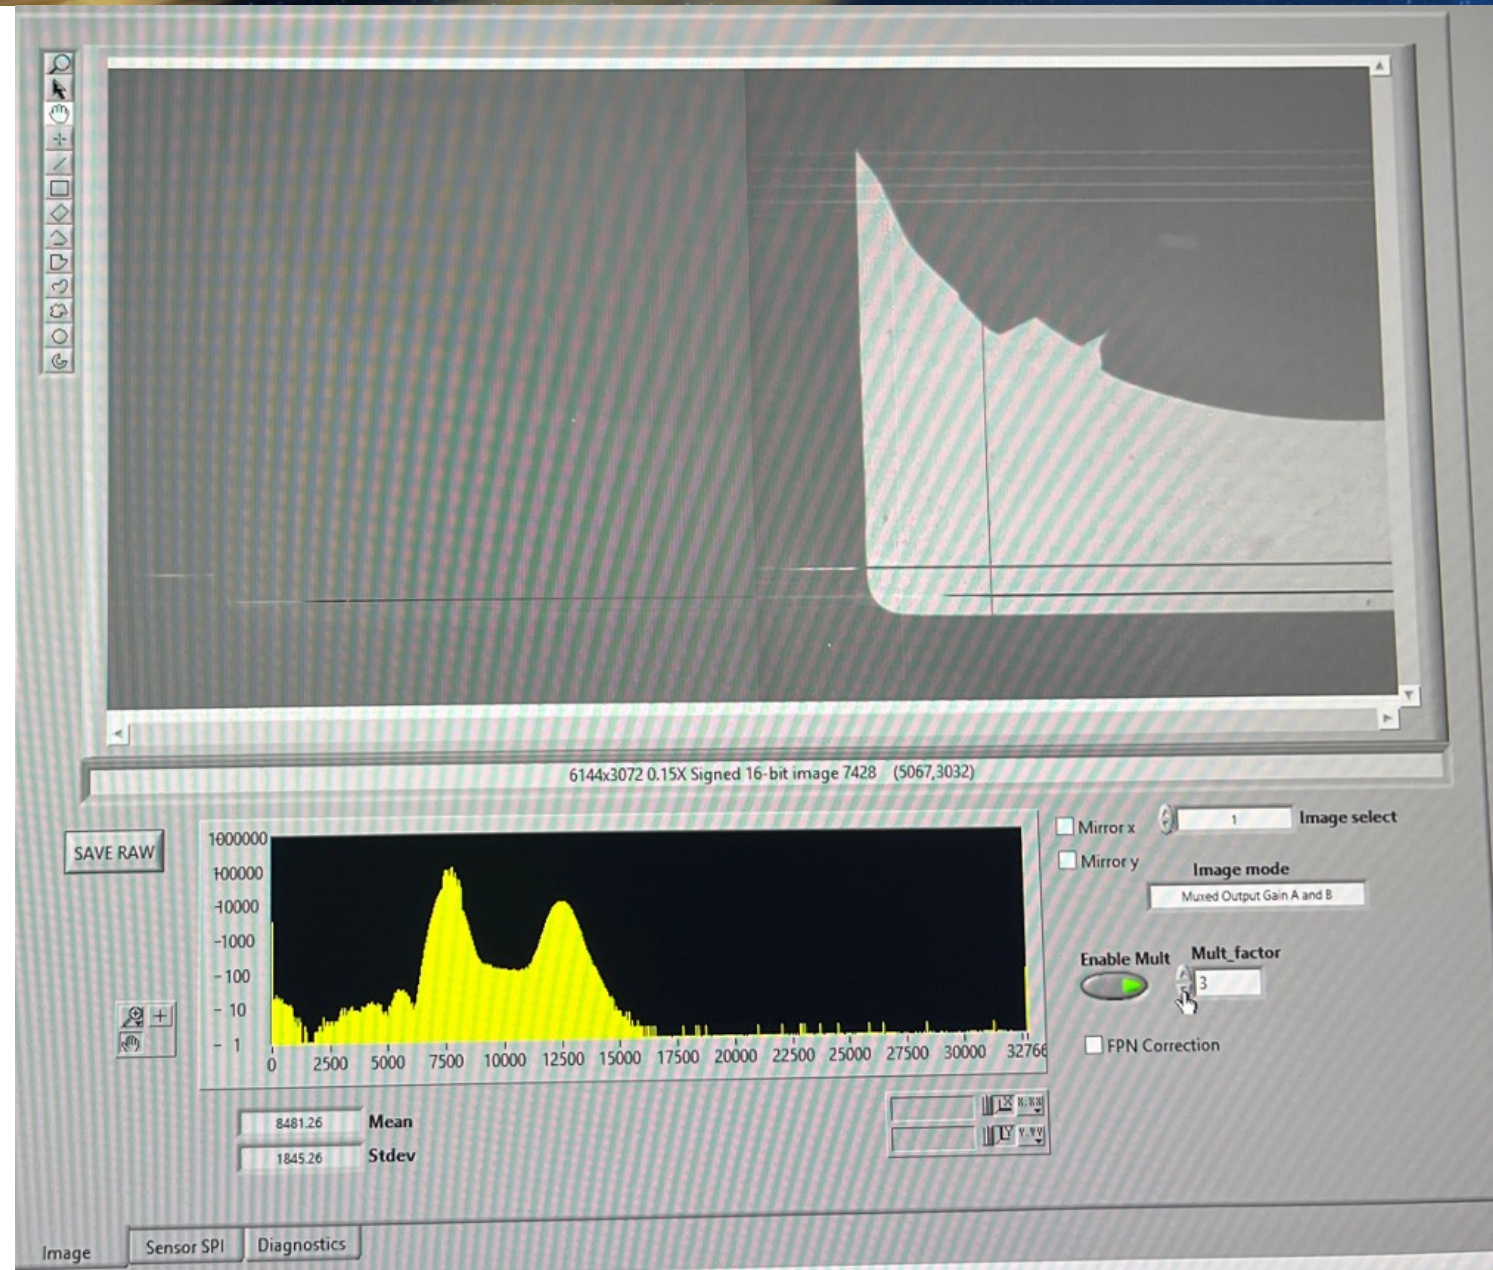 6144x3072 0.15X Signed 16-bit image 7428 (5067,3032)
SAVE RAW
1000000
100000
10000
1000
100
10
1
0 2500 5000 7500 10000 12500 15000 17500 20000 22500 25000 27500 30000 32766
Mirror x
1 Image select
Mirror y
Image mode
Muxed Output Gain A and B
Enable Mult Mult_factor
3
FPN Correction
8481.26 Mean
1845.26 Stdev
X.XX
Y.YY
Image Sensor SPI Diagnostics